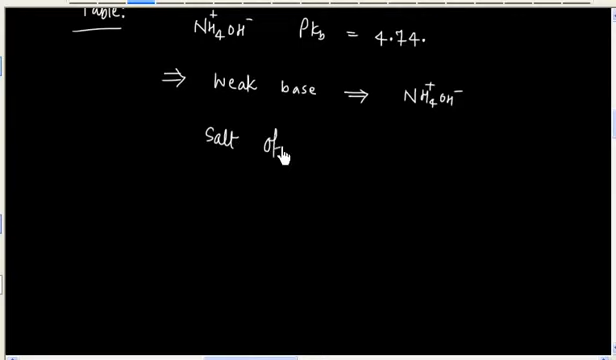 Table:
NH₄⁺OH⁻ Pkb = 4.74.
⇒ Weak base ⇒ NH₄⁺OH⁻
Salt Of